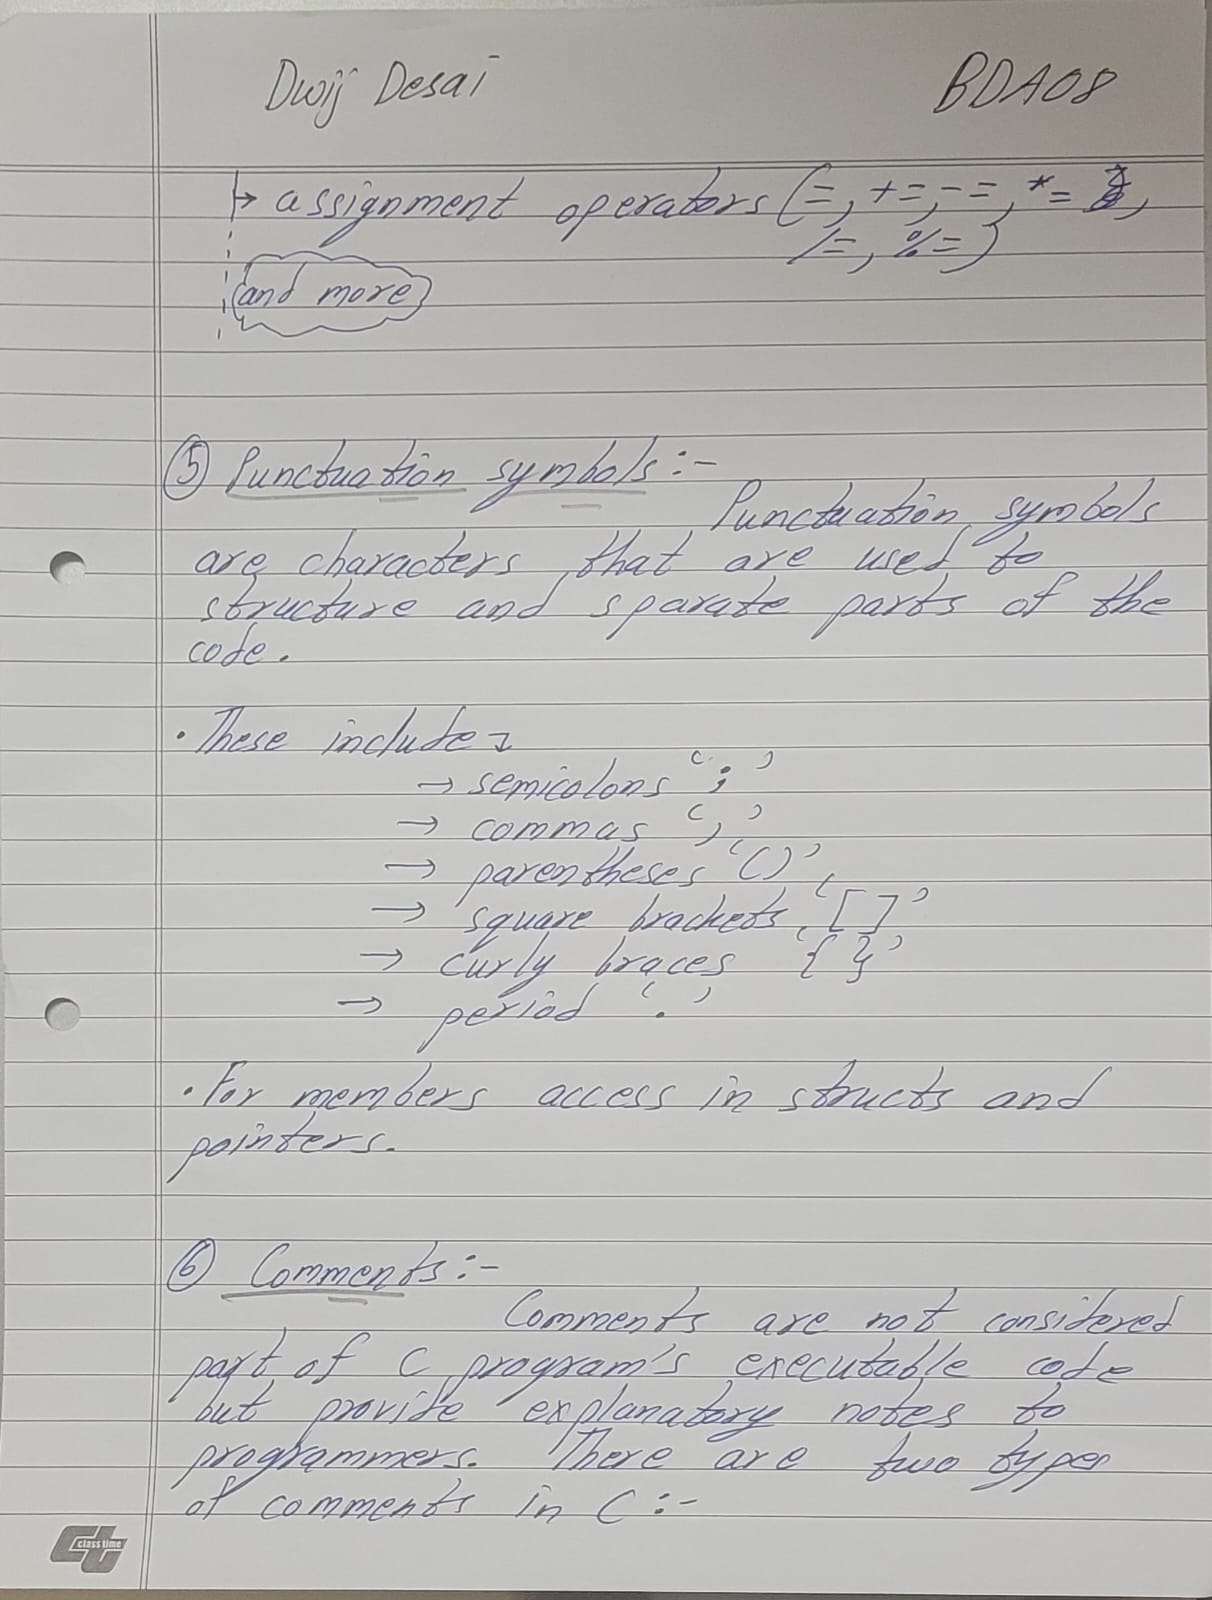 Dwij Desai BDA08
↳ assignment operators (=, +=, -=, *= ,
/=, %=)
and more
⑤ Punctuation symbols :-
Punctuation symbols
are characters that are used to
structure and sparate parts of the
code.
• These include
→ semicolons ';'
→ commas ','
→ parentheses '()'
→ square brackets '[]'
→ curly braces '{}'
→ period '.'
• For members access in structs and
pointers.
⑥ Comments :-
Comments are not considered
part of C program's executable code
but provide explanatory notes to
programmers. There are two types
of comments in C :-
ct class time